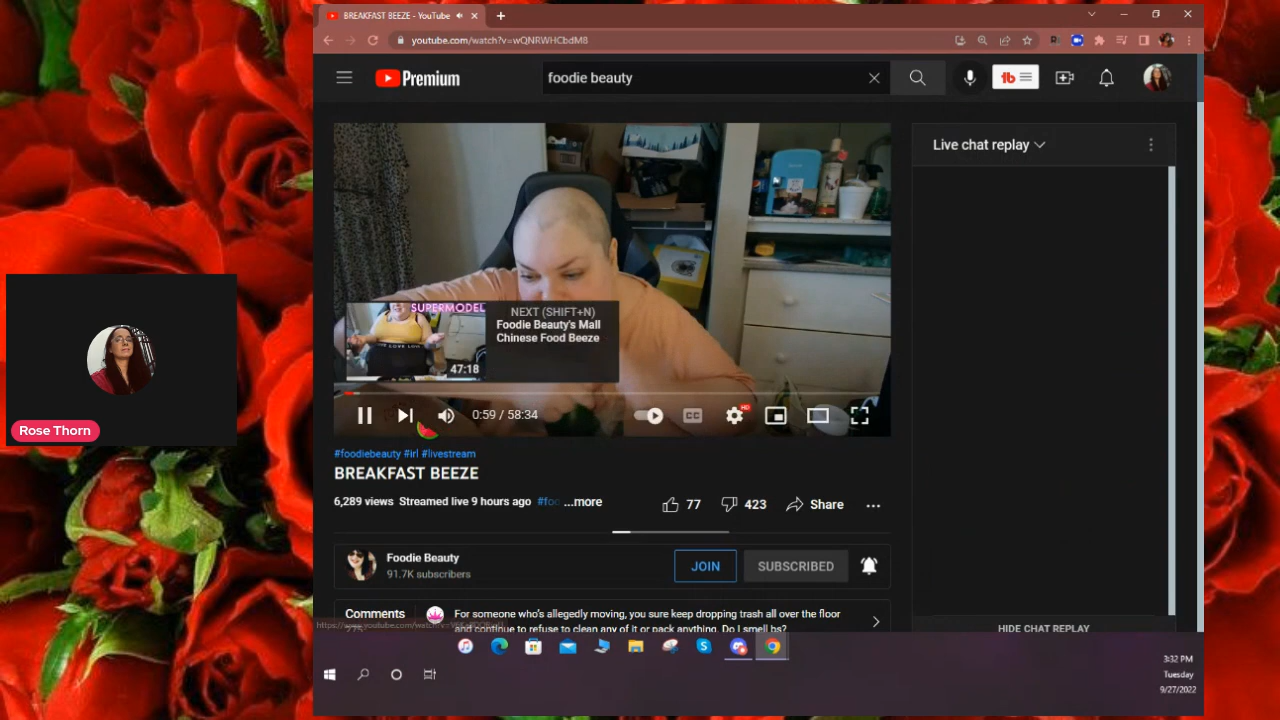 BREAKFAST BEEZE - YouTube
youtube.com/watch?v=wQNRWHCbdM8
Premium
foodie beauty
Live chat replay
SUPERMODEL
NEXT (SHIFT+N)
Foodie Beauty's Mall
Chinese Food Beeze
47:18
0:59 / 58:34
CC
HD
Rose Thorn
#foodiebeauty #irl #livestream
BREAKFAST BEEZE
6,289 views Streamed live 9 hours ago #foo ...more
77
423
Share
Foodie Beauty
91.7K subscribers
JOIN
SUBSCRIBED
Comments
For someone who's allegedly moving, you sure keep dropping trash all over the floor
and continue to refuse to clean any of it or pack anything. Do I smell bs?
HIDE CHAT REPLAY
3:32 PM
Tuesday
9/27/2022